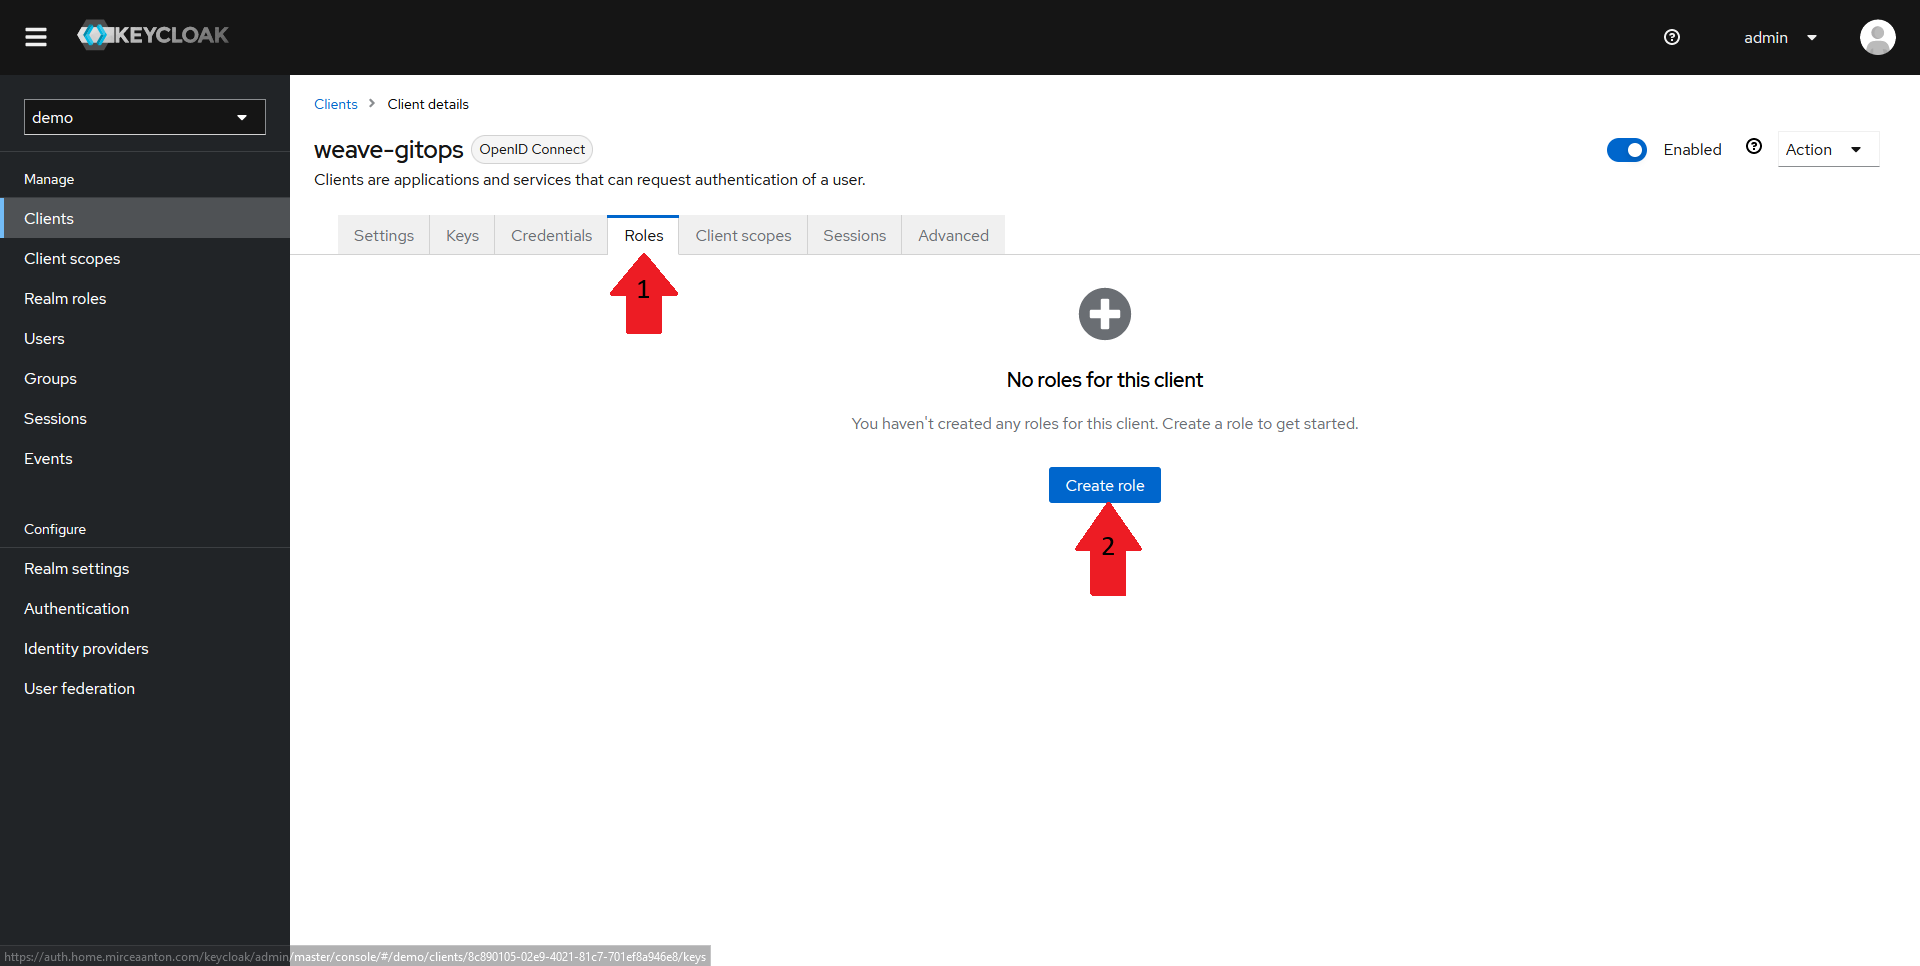 KEYCLOAK
admin
demo
Manage
Clients
Client scopes
Realm roles
Users
Groups
Sessions
Events
Configure
Realm settings
Authentication
Identity providers
User federation
Clients > Client details
weave-gitops OpenID Connect
Enabled
Action
Clients are applications and services that can request authentication of a user.
Settings Keys Credentials Roles Client scopes Sessions Advanced
1
No roles for this client
You haven't created any roles for this client. Create a role to get started.
Create role
2
https://auth.home.mirceaanton.com/keycloak/admin/master/console/#/demo/clients/8c890105-02e9-4021-81c7-701ef8a946e8/keys